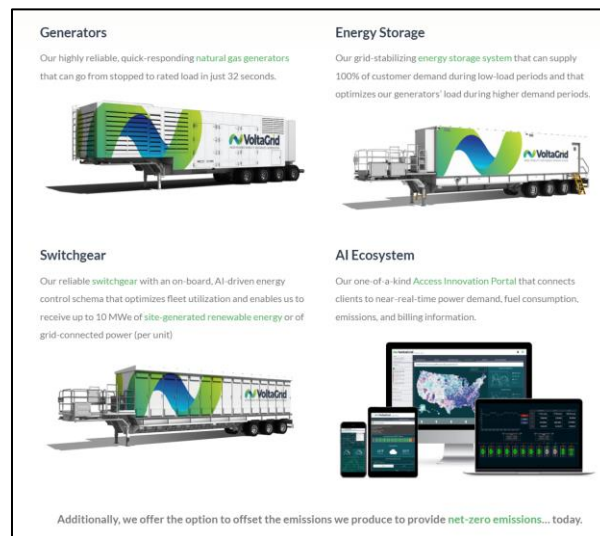 Generators
Our highly reliable, quick-responding natural gas generators
that can go from stopped to rated load in just 32 seconds.
VoltaGrid
Energy Storage
Our grid-stabilizing energy storage system that can supply
100% of customer demand during low-load periods and that
optimizes our generators' load during higher demand periods.
VoltaGrid
Switchgear
Our reliable switchgear with an on-board, AI-driven energy
control schema that optimizes fleet utilization and enables us to
receive up to 10 MWe of site-generated renewable energy or of
grid-connected power (per unit)
VoltaGrid
AI Ecosystem
Our one-of-a-kind Access Innovation Portal that connects
clients to near-real-time power demand, fuel consumption,
emissions, and billing information.
Additionally, we offer the option to offset the emissions we produce to provide net-zero emissions... today.